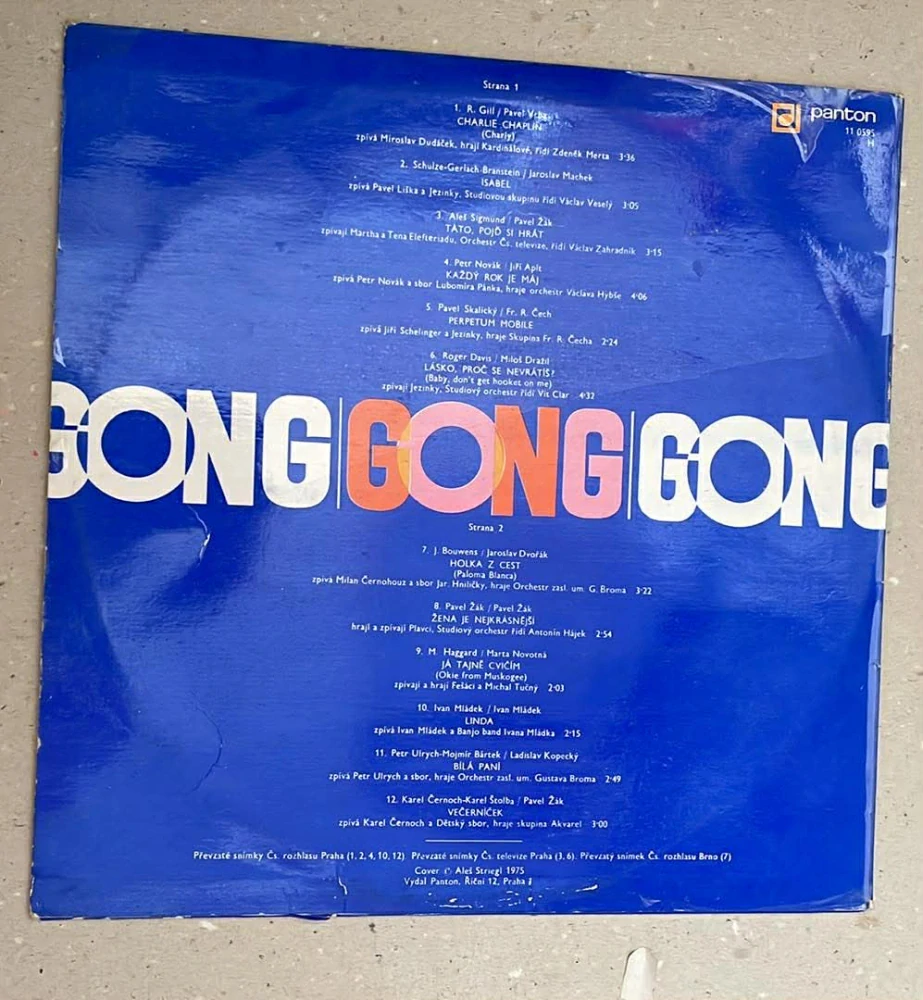 Strana 1
panton
11 0595
H
1. R. Gill / Pavel
CHARLIE CHAPLIN
(Charly)
zpívá Miroslav Dudáček, hrají Kardinálové, řídí Zdeněk Merta 3·36
2. Schulze-Gerlach-Branstein / Jaroslav Machek
ISABEL
zpívá Pavel Liška a Jezinky, Studiovou skupinu řídí Václav Veselý 3:05
3. Aleš Sigmund / Pavel Žák
TÁTO, POJĎ SI HRÁT
zpívají Martha a Tena Elefteriadu, Orchestr Čs. televize, řídí Václav Zahradník 3·15
4. Petr Novák / Jiří Aplt
KAŽDÝ ROK JE MÁJ
zpívá Petr Novák a sbor Lubomíra Pánka, hraje orchestr Václava Hybše 4·06
5. Pavel Skalický / Fr. R. Čech
PERPETUM MOBILE
zpívá Jiří Schelinger a Jezinky, hraje Skupina Fr. R. Čecha 2·24
6. Roger Davis / Miloš Dražil
LÁSKO, PROČ SE NEVRÁTÍŠ?
(Baby, don't get hooket on me)
zpívají Jezinky, Studiový orchestr řídí Vít Clar 4·32
GONG GONG GONG
Strana 2
7. J. Bouwens / Jaroslav Dvořák
HOLKA Z CEST
(Paloma Blanca)
zpívá Milan Černohouz a sbor Jar. Hniličky, hraje Orchestr zasl. um. G. Broma 3·22
8. Pavel Žák / Pavel Žák
ŽENA JE NEJKRÁSNĚJŠÍ
hrají a zpívají Plavci, Studiový orchestr řídí Antonín Hájek 2·54
9. M. Haggard / Marta Novotná
JÁ TAJNĚ CVIČÍM
(Okie from Muskogee)
zpívají a hrají Fešáci a Michal Tučný 2·03
10. Ivan Mládek / Ivan Mládek
LINDA
zpívá Ivan Mládek a Banjo band Ivana Mládka 2·15
11. Petr Ulrych-Mojmír Bártek / Ladislav Kopecký
BÍLÁ PANÍ
zpívá Petr Ulrych a sbor, hraje Orchestr zasl. um. Gustava Broma 2·49
12. Karel Černoch-Karel Štolba / Pavel Žák
VEČERNÍČEK
zpívá Karel Černoch a Dětský sbor, hraje skupina Akvarel 3·00
Převzaté snímky Čs. rozhlasu Praha (1, 2, 4, 10, 12) Převzaté snímky Čs. televize Praha (3, 6). Převzatý snímek Čs. rozhlasu Brno (7)
Cover © Aleš Striegl 1975
Vydal Panton, Říční 12, Praha 1